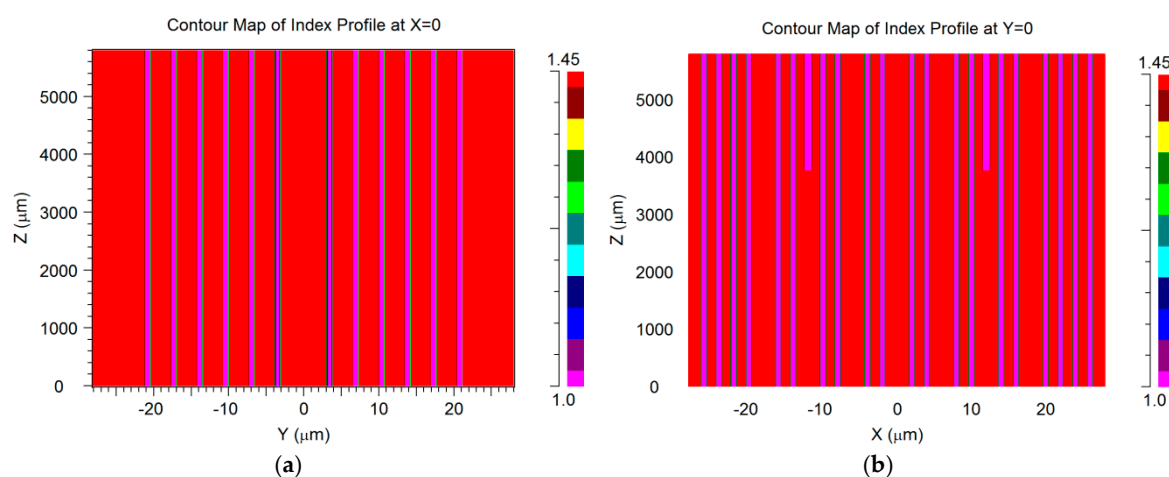 Contour Map of Index Profile at X=0
1.45
5000
4000
3000
2000
1000
0
Z (μm)
-20 -10 0 10 20
Y (μm)
1.0
(a)
Contour Map of Index Profile at Y=0
1.45
5000
4000
3000
2000
1000
0
Z (μm)
-20 -10 0 10 20
X (μm)
1.0
(b)